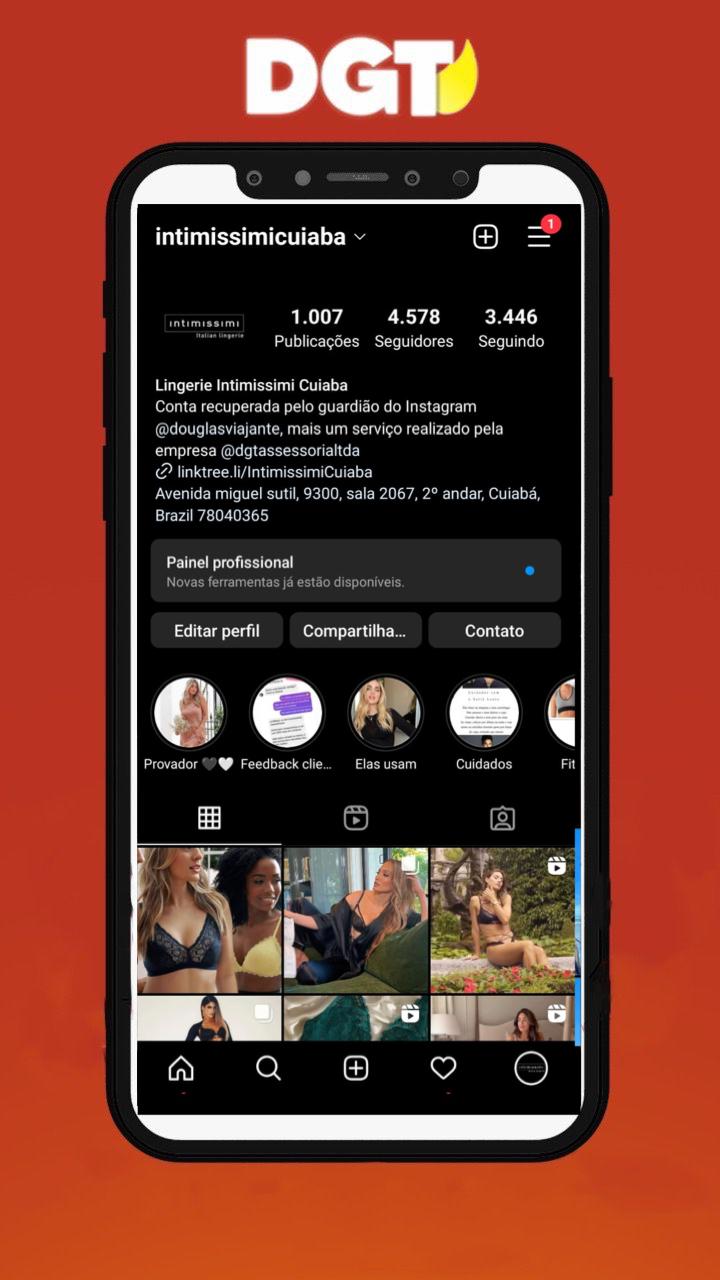 DGT
intimissimicuiaba
1
intimissimi
Italian lingerie
1.007 4.578 3.446
Publicações Seguidores Seguindo
Lingerie Intimissimi Cuiaba
Conta recuperada pelo guardião do Instagram
@douglasviajante, mais um serviço realizado pela
empresa @dgtassessorialtda
linktree.li/IntimissimiCuiaba
Avenida miguel sutil, 9300, sala 2067, 2º andar, Cuiabá,
Brazil 78040365
Painel profissional
Novas ferramentas já estão disponíveis.
Editar perfil Compartilha... Contato
Provador 🖤🤍 Feedback clie... Elas usam Cuidados Fit